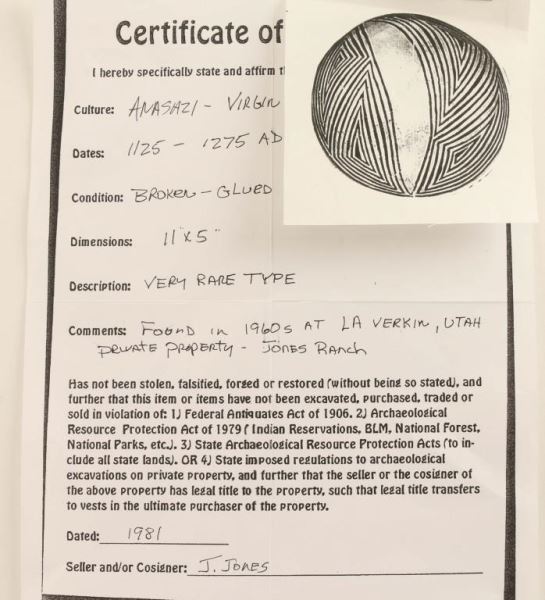 Certificate of
I hereby specifically state and affirm
Culture: ANASAZI - VIRGIN
Dates: 1125 - 1275 AD
Condition: BROKEN - GLUED
Dimensions: 11" x 5"
Description: VERY RARE TYPE
Comments: FOUND IN 1960s AT LA VERKIN, UTAH
PRIVATE PROPERTY - JONES RANCH
Has not been stolen, falsified, forged or restored (without being so stated), and
further that this item or items have not been excavated, purchased, traded or
sold in violation of: 1) Federal Antiquates Act of 1906. 2) Archaeological
Resource Protection Act of 1979 ( Indian Reservations, BLM, National Forest,
National Parks, etc.). 3) State Archaeological Resource Protection Acts (to in-
clude all state lands). OR 4) State imposed regulations to archaeological
excavations on private property, and further that the seller or the cosigner of
the above property has legal title to the property, such that legal title transfers
to vests in the ultimate purchaser of the property.
Dated: 1981
Seller and/or Cosigner: J. JONES